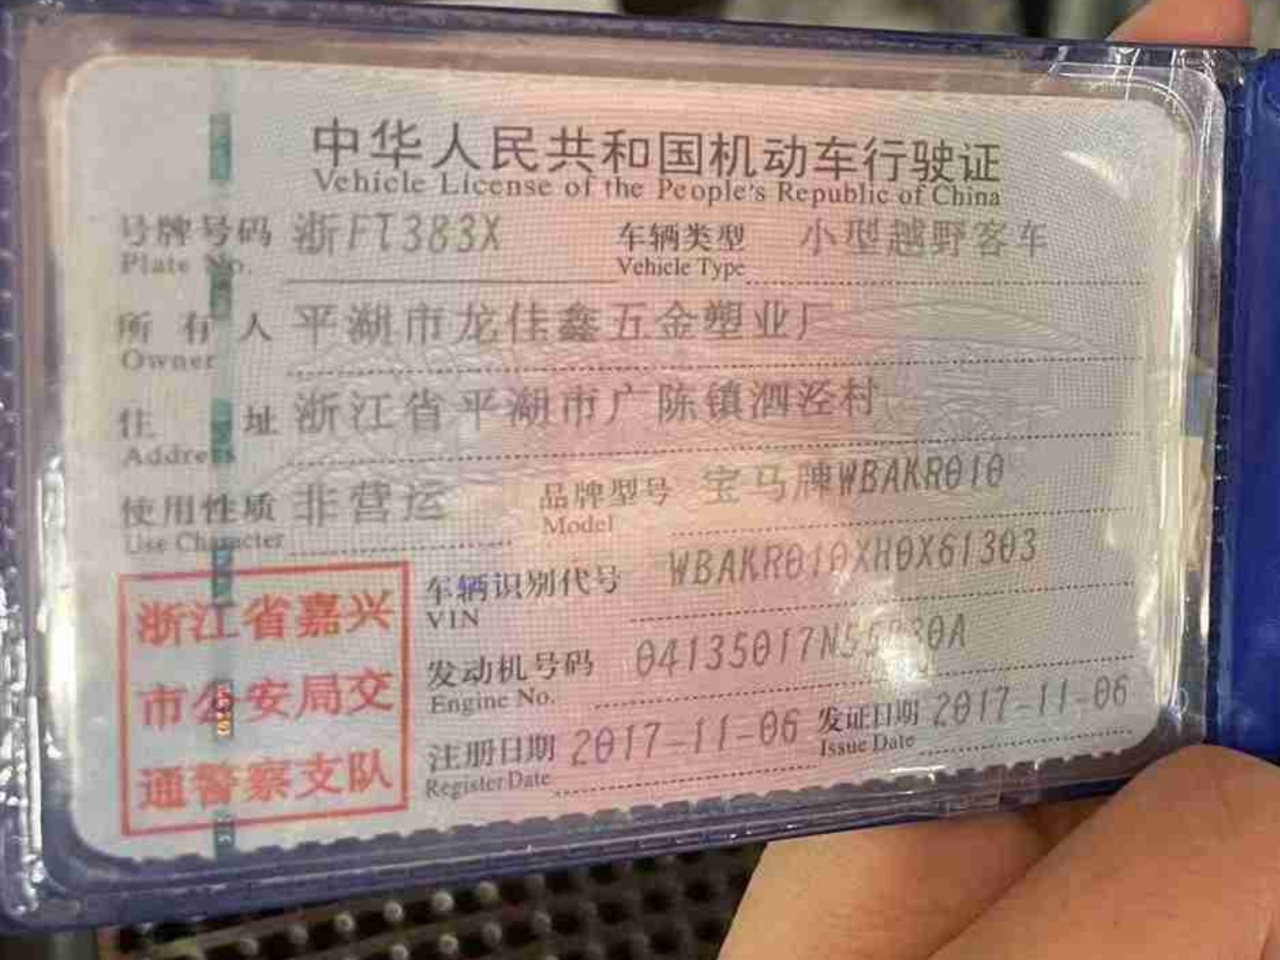 中华人民共和国机动车行驶证
Vehicle License of the People's Republic of China
号牌号码 浙FT383X 车辆类型 小型越野客车
Plate No. Vehicle Type
所有人 平湖市龙佳鑫五金塑业厂
Owner
住址 浙江省平湖市广陈镇泗泾村
Address
使用性质 非营运 品牌型号 宝马牌WBAKR010
Use Character Model
车辆识别代号 WBAKR010XH0X61303
VIN
发动机号码
Engine No.
注册日期 2017-11-06 发证日期 2017-11-06
Register Date Issue Date
浙江省嘉兴
市公安局交
通警察支队